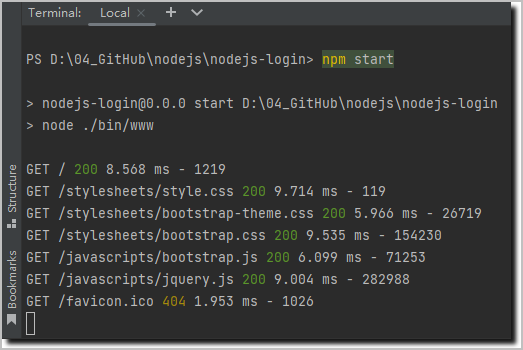 Terminal: Local × +
PS D:\04_GitHub\nodejs\nodejs-login> npm start
> nodejs-login@0.0.0 start D:\04_GitHub\nodejs\nodejs-login
> node ./bin/www
GET / 200 8.568 ms - 1219
GET /stylesheets/style.css 200 9.714 ms - 119
GET /stylesheets/bootstrap-theme.css 200 5.966 ms - 26719
GET /stylesheets/bootstrap.css 200 9.535 ms - 154230
GET /javascripts/bootstrap.js 200 6.099 ms - 71253
GET /javascripts/jquery.js 200 9.004 ms - 282988
GET /favicon.ico 404 1.953 ms - 1026
Structure
Bookmarks